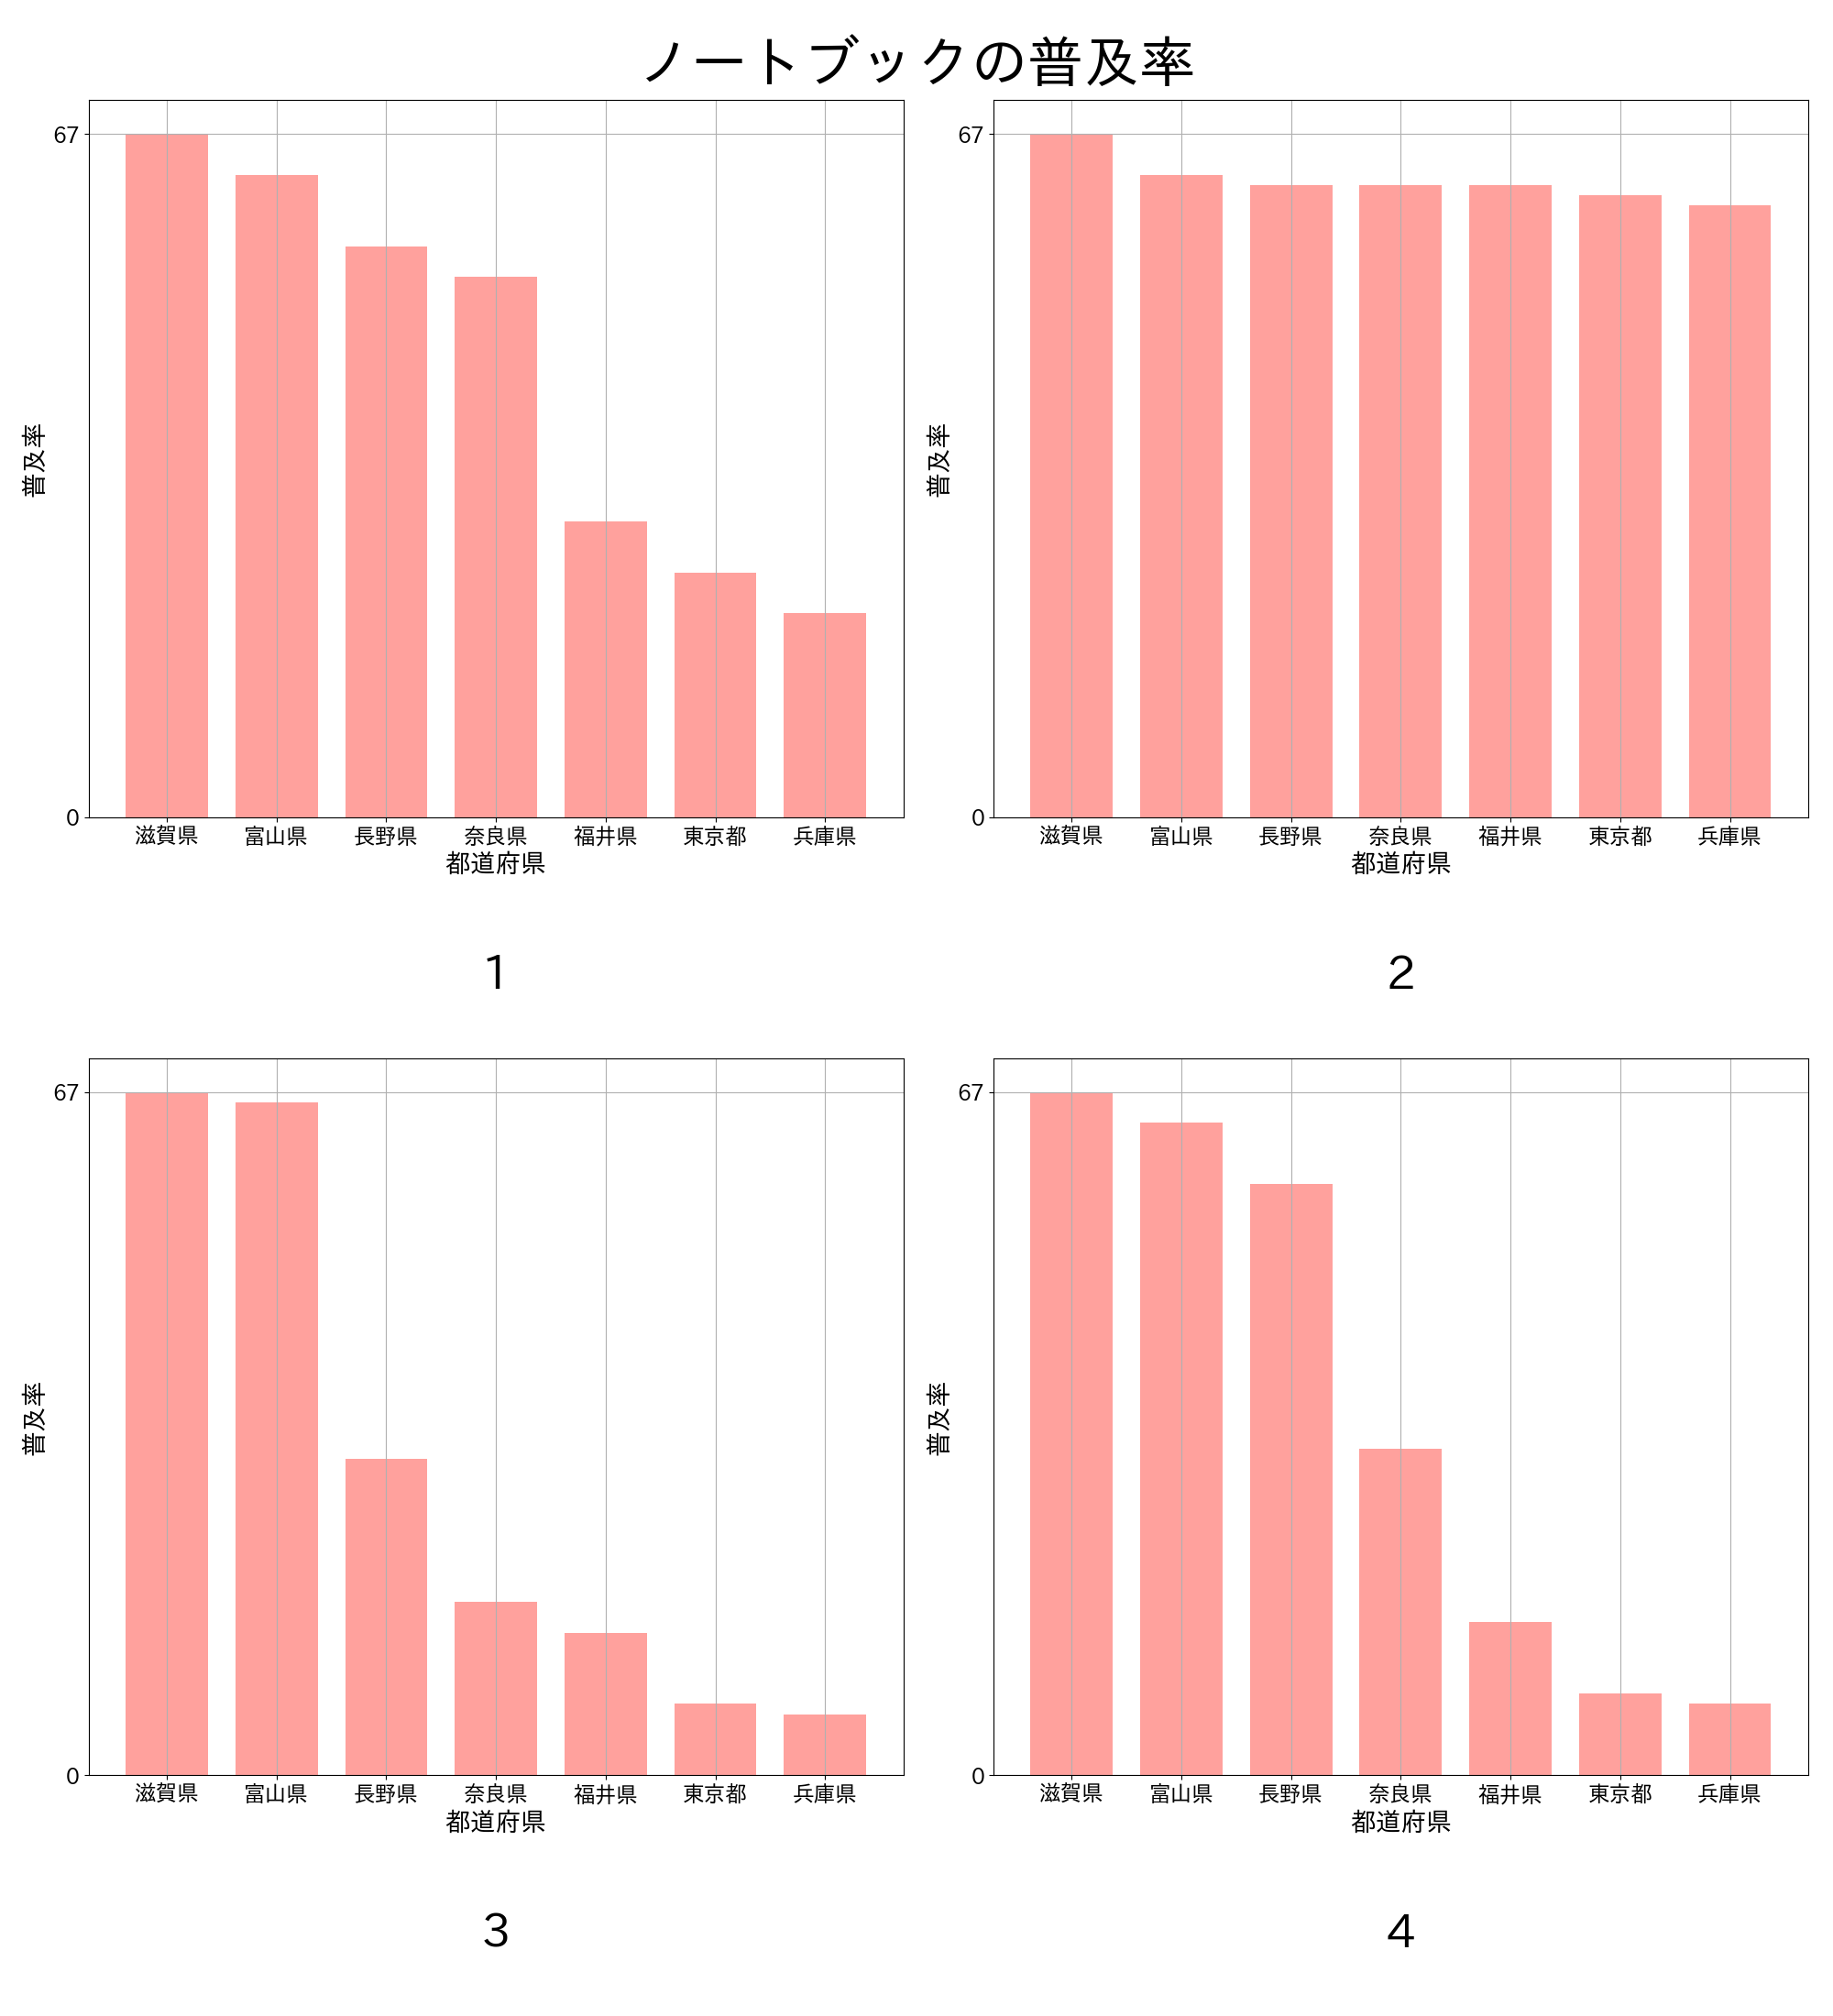 ノートブックの普及率
67
0
普及率
滋賀県 富山県 長野県 奈良県 福井県 東京都 兵庫県
都道府県
1
67
0
普及率
滋賀県 富山県 長野県 奈良県 福井県 東京都 兵庫県
都道府県
2
67
0
普及率
滋賀県 富山県 長野県 奈良県 福井県 東京都 兵庫県
都道府県
3
67
0
普及率
滋賀県 富山県 長野県 奈良県 福井県 東京都 兵庫県
都道府県
4